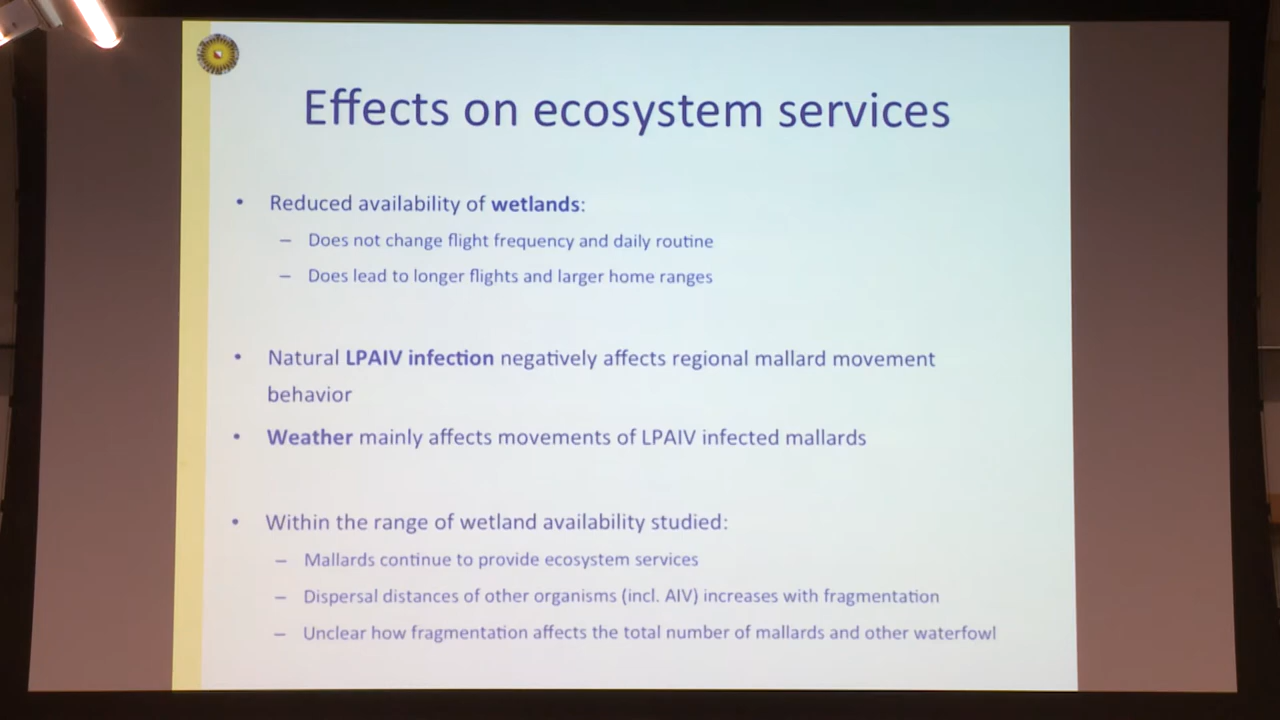 Effects on ecosystem services
• Reduced availability of wetlands:
– Does not change flight frequency and daily routine
– Does lead to longer flights and larger home ranges
• Natural LPAIV infection negatively affects regional mallard movement
behavior
• Weather mainly affects movements of LPAIV infected mallards
• Within the range of wetland availability studied:
– Mallards continue to provide ecosystem services
– Dispersal distances of other organisms (incl. AIV) increases with fragmentation
– Unclear how fragmentation affects the total number of mallards and other waterfowl